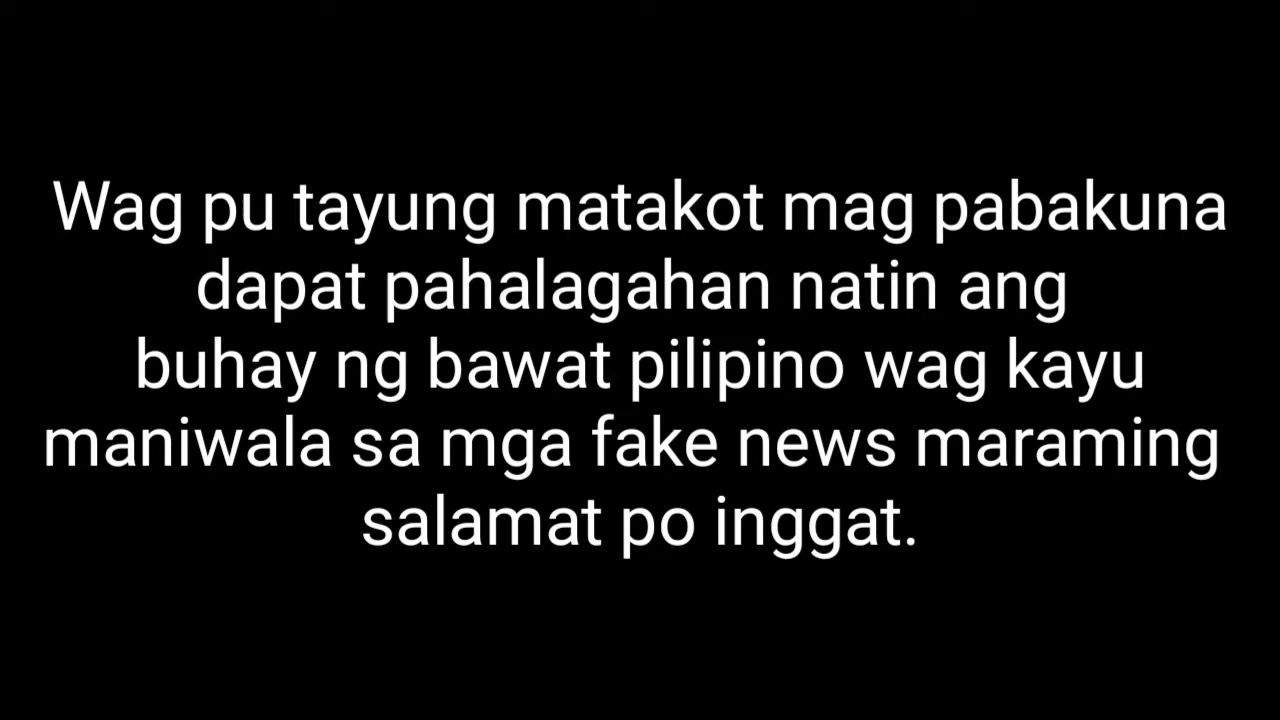 Wag pu tayung matakot mag pabakuna
dapat pahalagahan natin ang
buhay ng bawat pilipino wag kayu
maniwala sa mga fake news maraming
salamat po inggat.